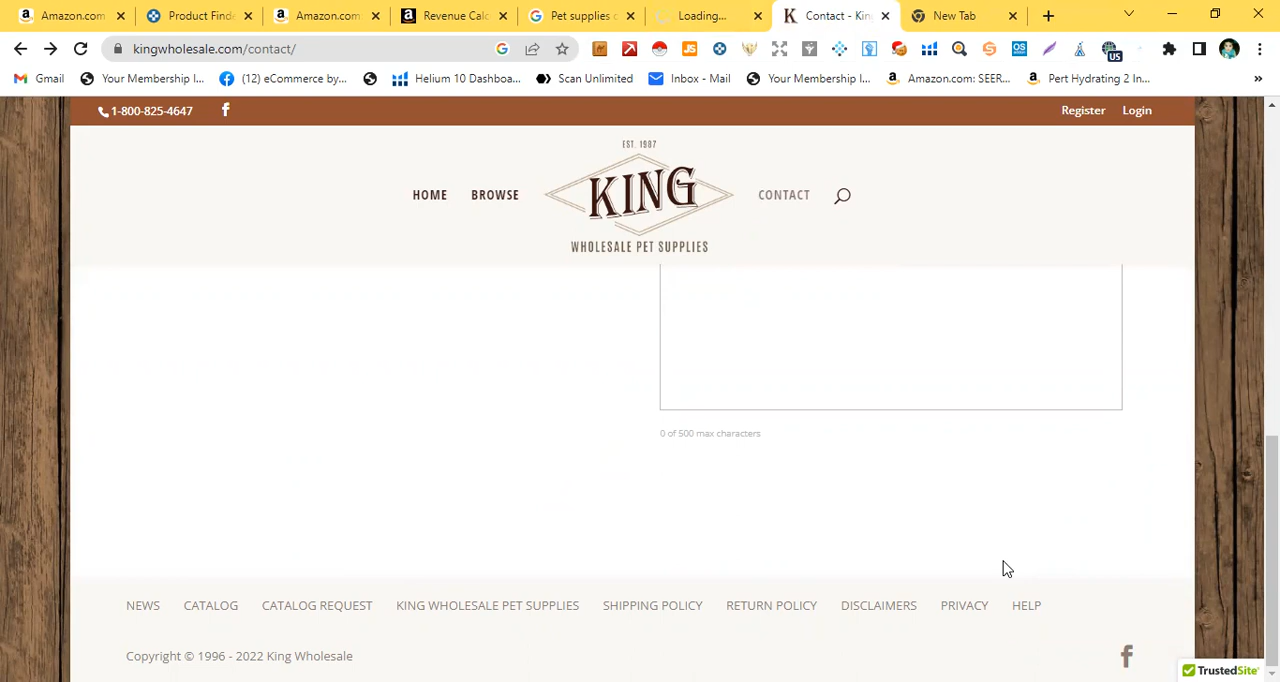 Amazon.com
Product Finde
Amazon.com
Revenue Calc
Pet supplies c
Loading...
Contact - Kin
New Tab
kingwholesale.com/contact/
Gmail
Your Membership I...
(12) eCommerce by...
Helium 10 Dashboa...
Scan Unlimited
Inbox - Mail
Your Membership I...
Amazon.com: SEER...
Pert Hydrating 2 In...
1-800-825-4647
Register
Login
HOME
BROWSE
EST. 1987
KING
WHOLESALE PET SUPPLIES
CONTACT
0 of 500 max characters
NEWS
CATALOG
CATALOG REQUEST
KING WHOLESALE PET SUPPLIES
SHIPPING POLICY
RETURN POLICY
DISCLAIMERS
PRIVACY
HELP
Copyright © 1996 - 2022 King Wholesale
TrustedSite